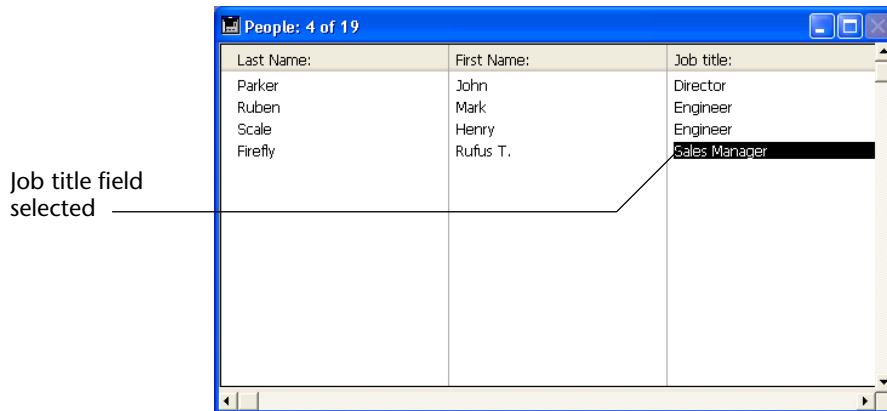 People: 4 of 19
Last Name: First Name: Job title:
Parker John Director
Ruben Mark Engineer
Scale Henry Engineer
Firefly Rufus T. Sales Manager
Job title field
selected